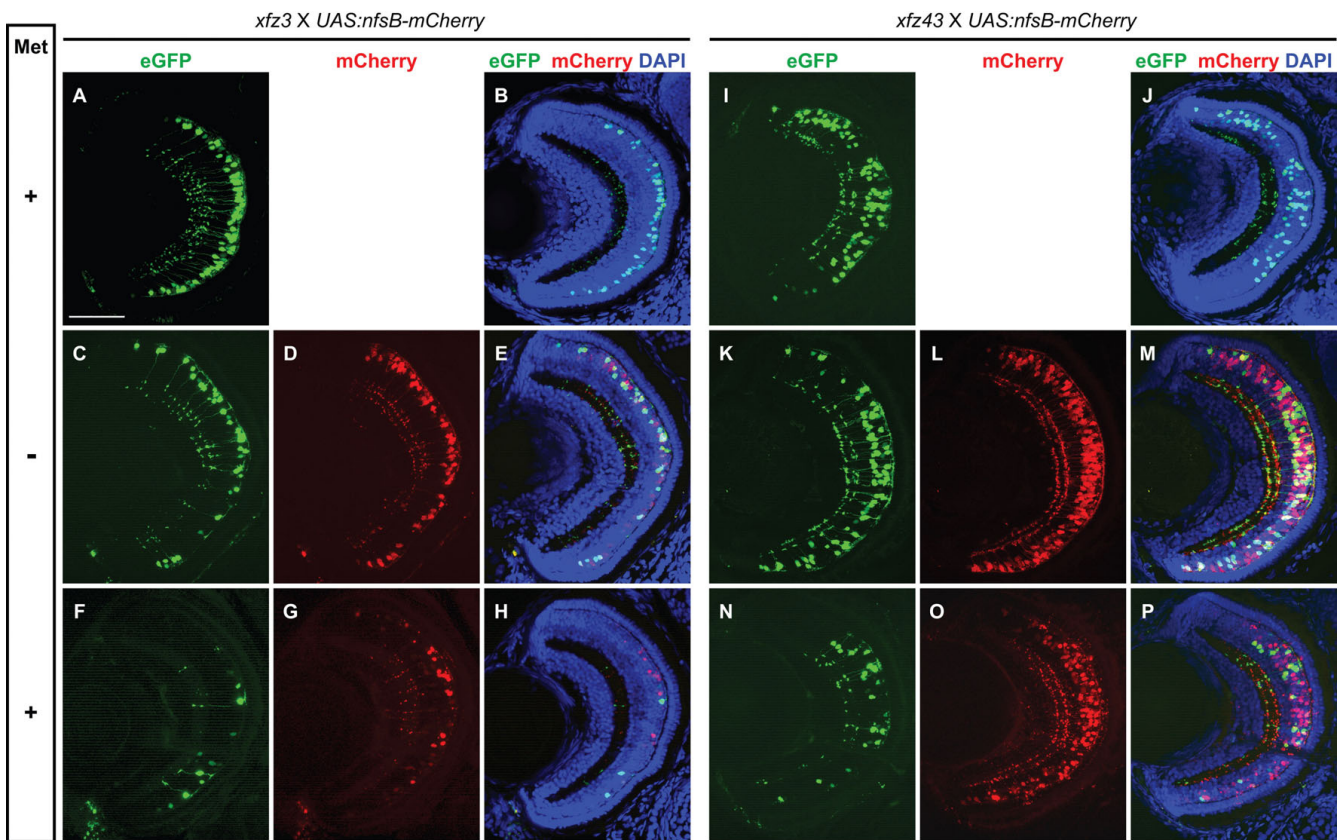 xfz3 X UAS:nfsB-mCherry xfz43 X UAS:nfsB-mCherry
Met
eGFP mCherry eGFP mCherry DAPI eGFP mCherry eGFP mCherry DAPI
A B I J
+
C D E K L M
-
F G H N O P
+